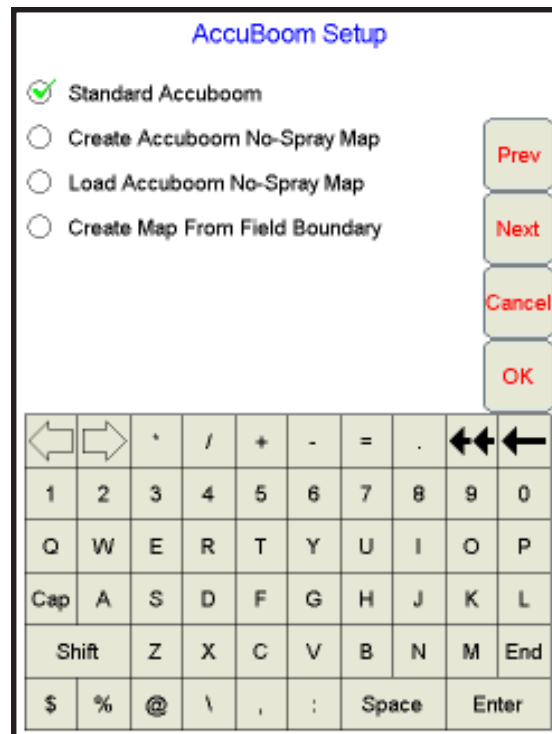 AccuBoom Setup
Standard Accuboom
Create Accuboom No-Spray Map
Load Accuboom No-Spray Map
Create Map From Field Boundary
Prev
Next
Cancel
OK
* / + - = .
1 2 3 4 5 6 7 8 9 0
Q W E R T Y U I O P
Cap A S D F G H J K L
Shift Z X C V B N M End
$ % @ \ , : Space Enter